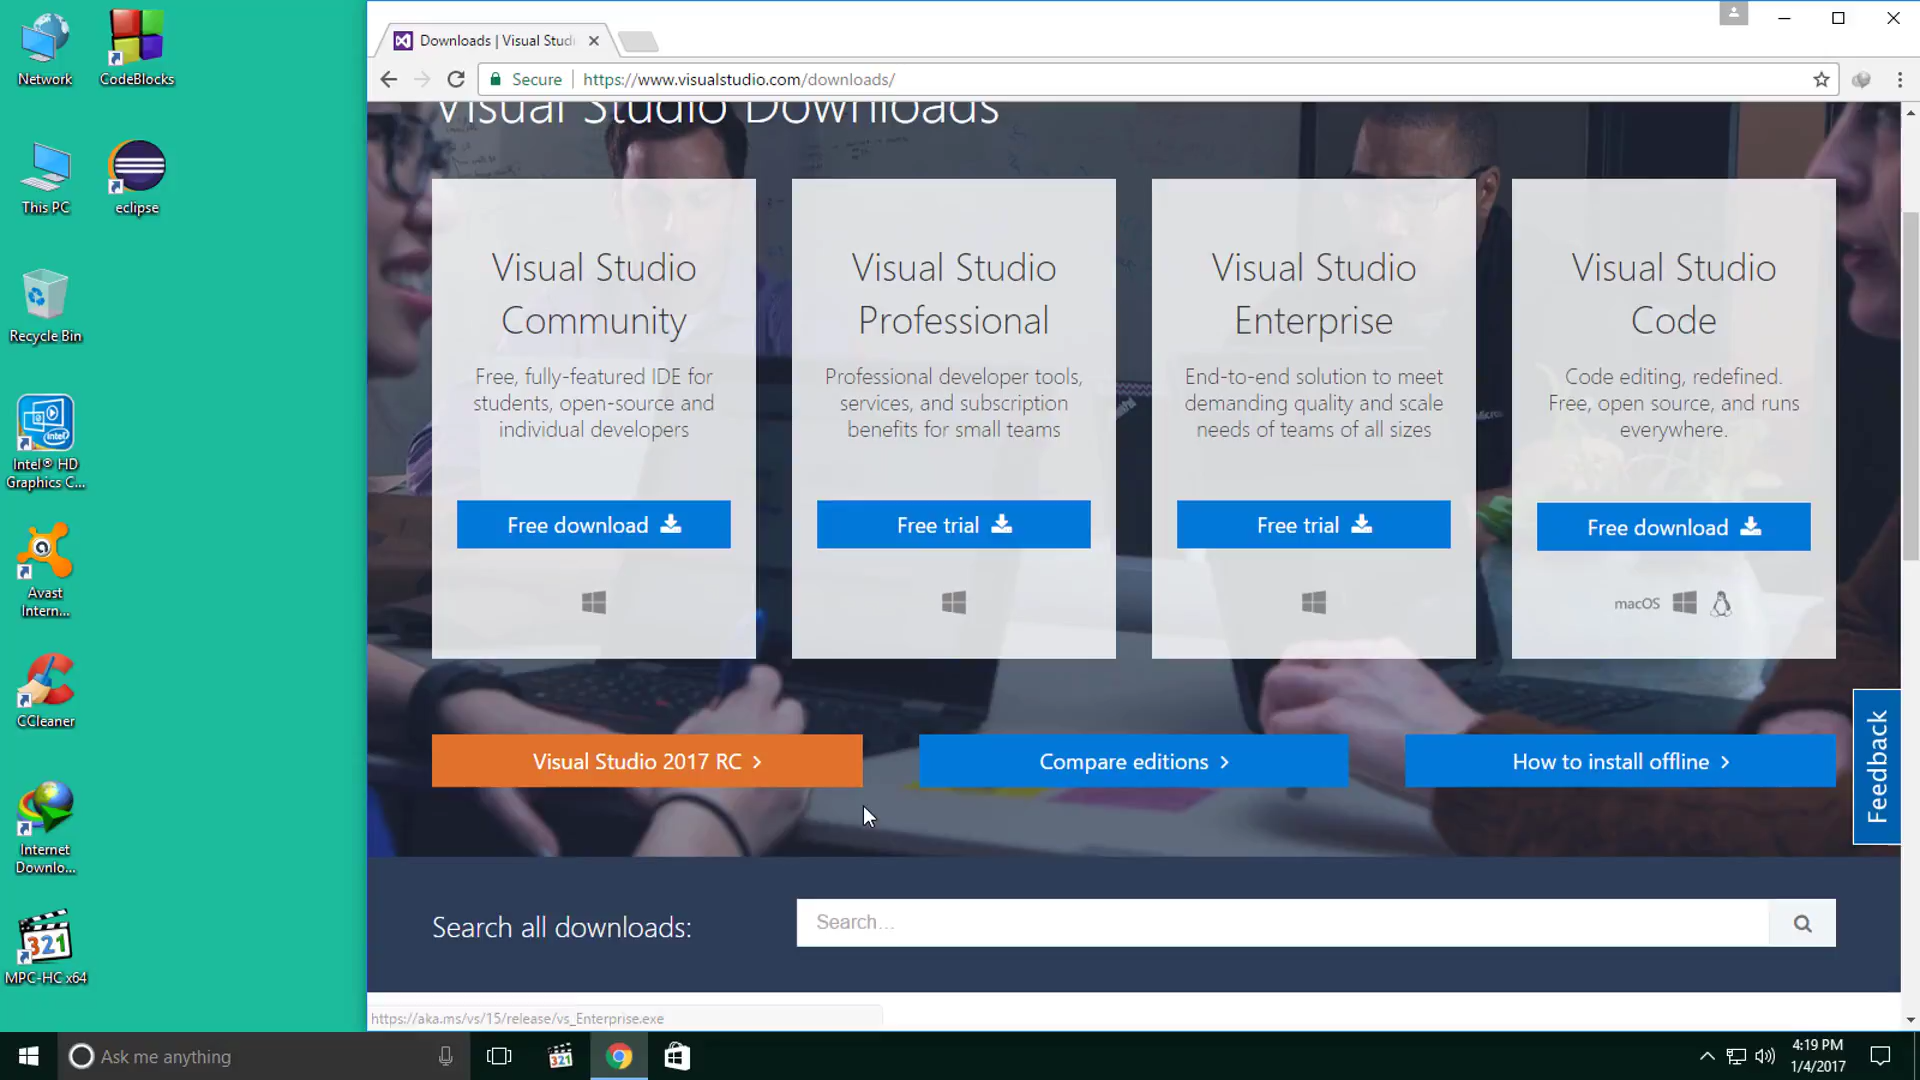 Network
CodeBlocks
This PC
eclipse
Recycle Bin
Intel® HD
Graphics C...
Avast
Intern...
CCleaner
Internet
Downlo...
321
MPC-HC x64
Downloads | Visual Studi
Secure
https://www.visualstudio.com/downloads/
Visual Studio Downloads
Visual Studio
Community
Free, fully-featured IDE for
students, open-source and
individual developers
Free download
Visual Studio
Professional
Professional developer tools,
services, and subscription
benefits for small teams
Free trial
Visual Studio
Enterprise
End-to-end solution to meet
demanding quality and scale
needs of teams of all sizes
Free trial
Visual Studio
Code
Code editing, redefined.
Free, open source, and runs
everywhere.
Free download
macOS
Visual Studio 2017 RC
Compare editions
How to install offline
Feedback
Search all downloads:
Search...
https://aka.ms/vs/15/release/vs_Enterprise.exe
Ask me anything
321
4:19 PM
1/4/2017